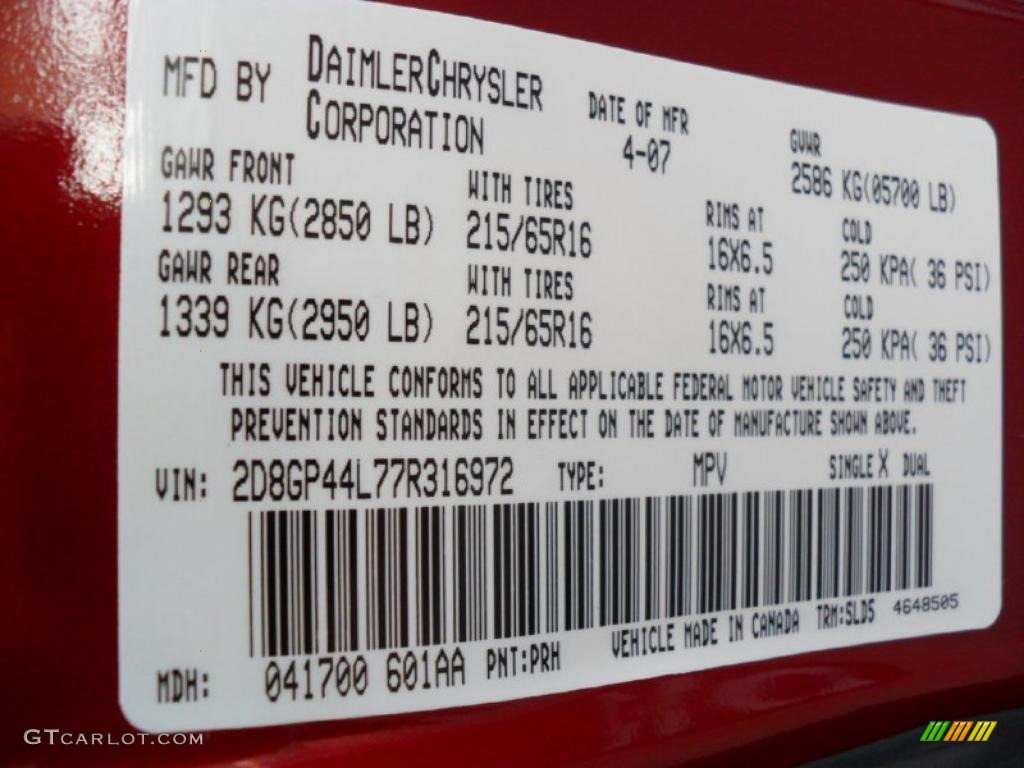 MFD BY DAIMLERCHRYSLER CORPORATION
DATE OF MFR
4-07
GVWR
2586 KG(05700 LB)
GAWR FRONT
1293 KG(2850 LB)
WITH TIRES
215/65R16
RIMS AT
16X6.5
COLD
250 KPA( 36 PSI)
GAWR REAR
1339 KG(2950 LB)
WITH TIRES
215/65R16
RIMS AT
16X6.5
COLD
250 KPA( 36 PSI)
THIS VEHICLE CONFORMS TO ALL APPLICABLE FEDERAL MOTOR VEHICLE SAFETY AND THEFT
PREVENTION STANDARDS IN EFFECT ON THE DATE OF MANUFACTURE SHOWN ABOVE.
VIN: 2D8GP44L77R316972 TYPE: MPV SINGLE X DUAL
MDH: 041700 601AA PNT:PRH VEHICLE MADE IN CANADA TRM:SLD5 4648505
GTCARLOT.COM